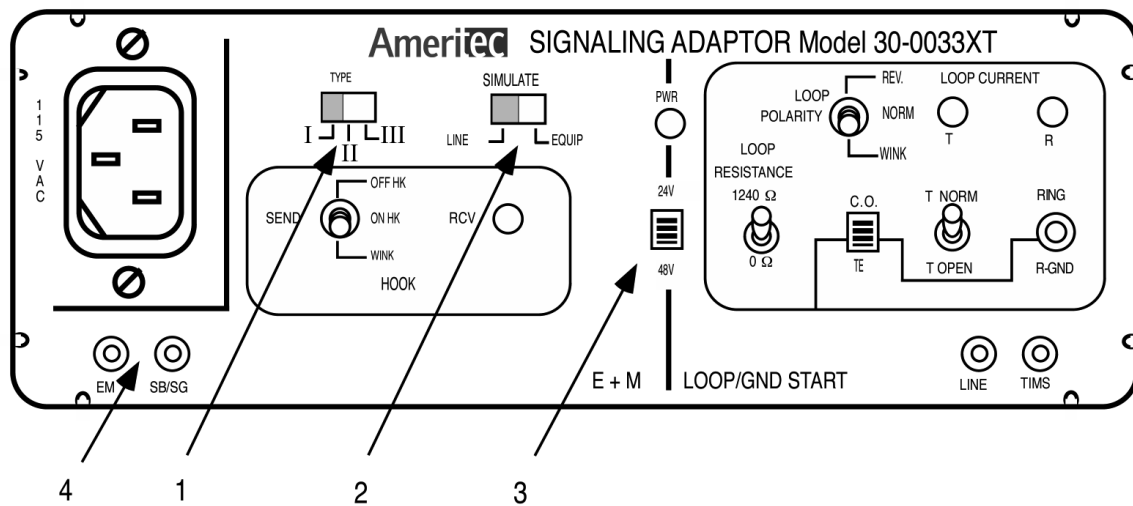 Ameritec SIGNALING ADAPTOR Model 30-0033XT
115 VAC
TYPE
I II III
SIMULATE
LINE EQUIP
SEND
OFF HK
ON HK
WINK
HOOK
RCV
EM
SB/SG
E + M
PWR
24V
48V
LOOP/GND START
LOOP POLARITY
REV.
NORM
WINK
LOOP CURRENT
T
R
LOOP
RESISTANCE
1240 Ω
0 Ω
C.O.
TE
T NORM
T OPEN
RING
R-GND
LINE
TIMS
4
1
2
3